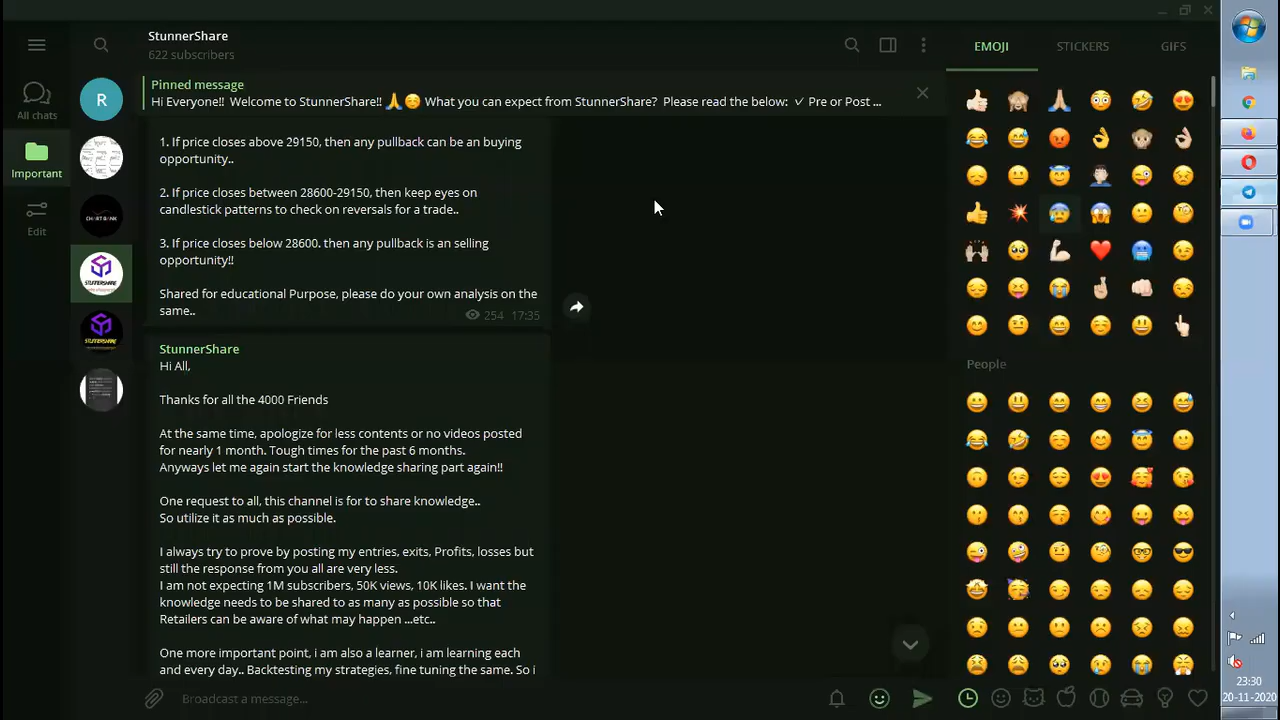 StunnerShare
622 subscribers
EMOJI
STICKERS
GIFS
Pinned message
Hi Everyone!! Welcome to StunnerShare!! 🙏☺️ What you can expect from StunnerShare? Please read the below: ✓ Pre or Post ...
R
All chats
Important
Edit
CHART BANK
STUNNERSHARE
STUNNERSHARE
1. If price closes above 29150, then any pullback can be an buying
opportunity..
2. If price closes between 28600-29150, then keep eyes on
candlestick patterns to check on reversals for a trade..
3. If price closes below 28600. then any pullback is an selling
opportunity!!
Shared for educational Purpose, please do your own analysis on the
same..
254 17:35
StunnerShare
Hi All,
Thanks for all the 4000 Friends
At the same time, apologize for less contents or no videos posted
for nearly 1 month. Tough times for the past 6 months.
Anyways let me again start the knowledge sharing part again!!
One request to all, this channel is for to share knowledge..
So utilize it as much as possible.
I always try to prove by posting my entries, exits, Profits, losses but
still the response from you all are very less.
I am not expecting 1M subscribers, 50K views, 10K likes. I want the
knowledge needs to be shared to as many as possible so that
Retailers can be aware of what may happen ...etc..
One more important point, i am also a learner, i am learning each
and every day.. Backtesting my strategies, fine tuning the same. So i
Broadcast a message...
People
23:30
20-11-2020